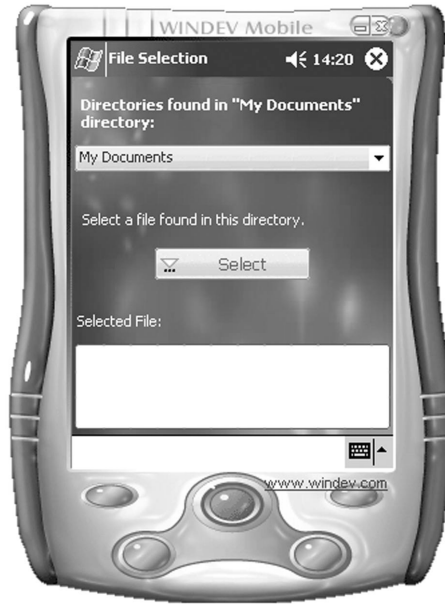 WINDEV Mobile
File Selection 14:20
Directories found in "My Documents"
directory:
My Documents
Select a file found in this directory.
Select
Selected File:
www.windev.com